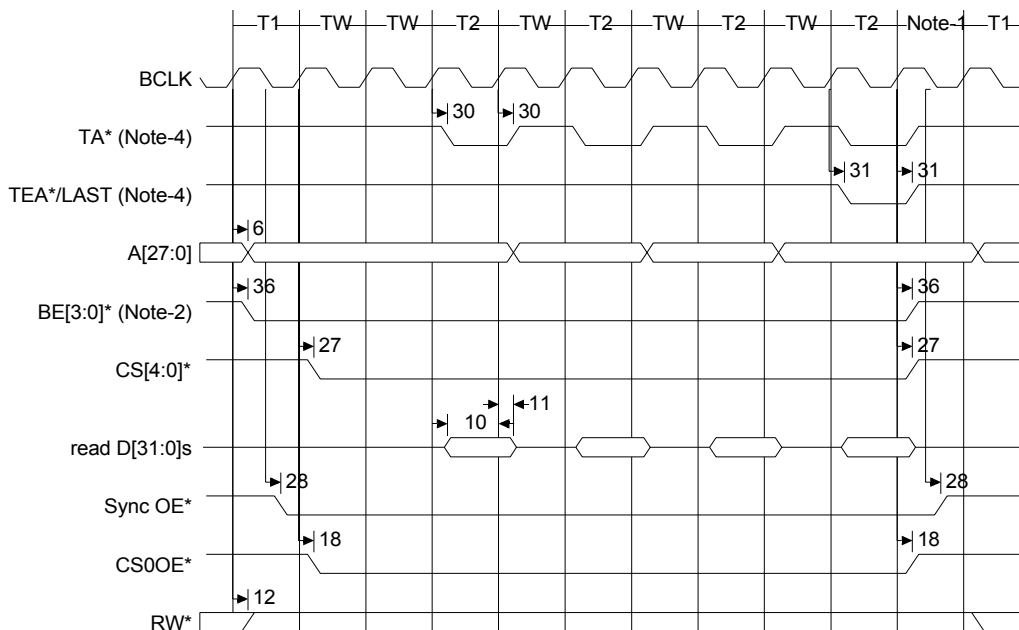 T1 TW TW T2 TW T2 TW T2 TW T2 Note-1 T1
BCLK
30 30
TA* (Note-4)
31 31
TEA*/LAST (Note-4)
6
A[27:0]
36 36
BE[3:0]* (Note-2)
27 27
CS[4:0]*
11
10
read D[31:0]s
28 28
Sync OE*
18 18
CS0OE*
12
RW*